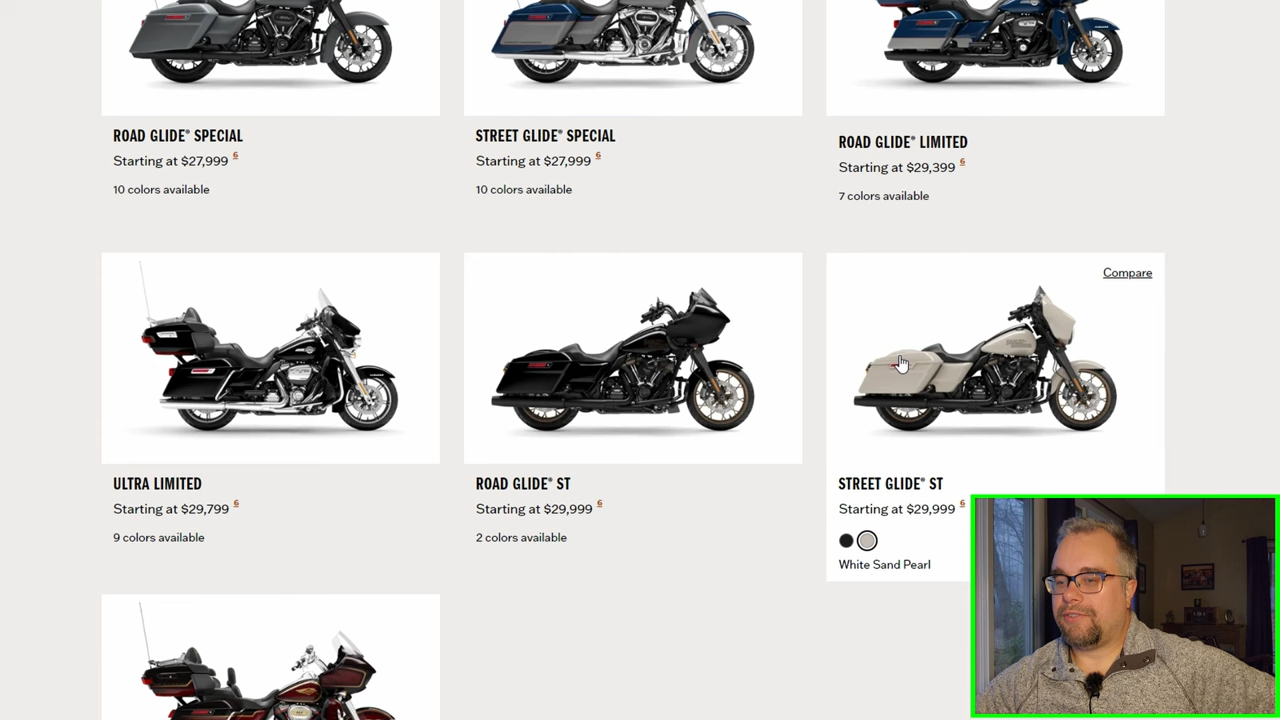 ROAD GLIDE® SPECIAL
Starting at $27,999 6
10 colors available
STREET GLIDE® SPECIAL
Starting at $27,999 6
10 colors available
ROAD GLIDE® LIMITED
Starting at $29,399 6
7 colors available
Compare
ULTRA LIMITED
Starting at $29,799 6
9 colors available
ROAD GLIDE® ST
Starting at $29,999 6
2 colors available
STREET GLIDE® ST
Starting at $29,999 6
White Sand Pearl